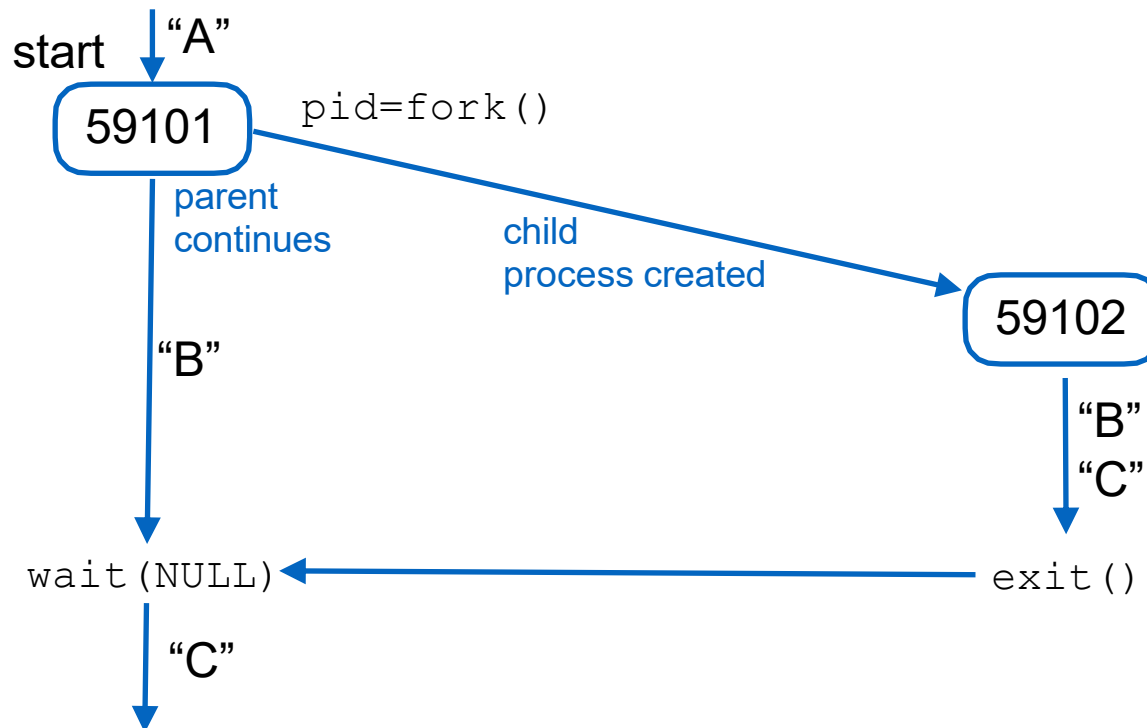 “A”
start
59101
pid=fork()
parent
continues
child
process created
59102
“B”
“B”
“C”
wait(NULL)
exit()
“C”